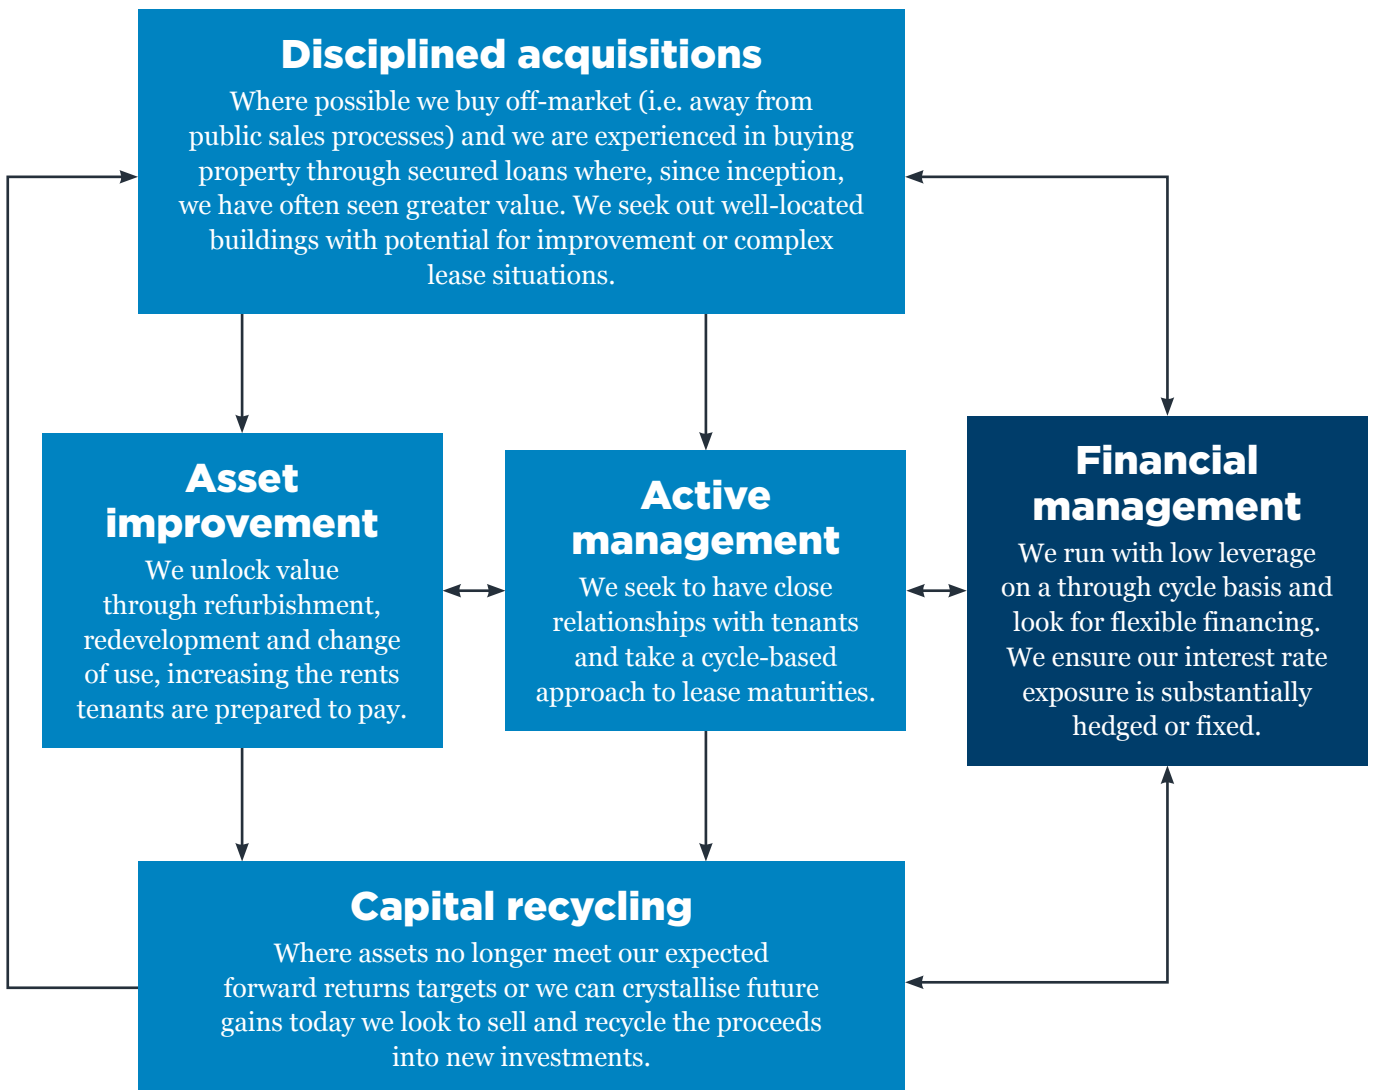 Disciplined acquisitions
Where possible we buy off-market (i.e. away from
public sales processes) and we are experienced in buying
property through secured loans where, since inception,
we have often seen greater value. We seek out well-located
buildings with potential for improvement or complex
lease situations.
Asset
improvement
We unlock value
through refurbishment,
redevelopment and change
of use, increasing the rents
tenants are prepared to pay.
Active
management
We seek to have close
relationships with tenants
and take a cycle-based
approach to lease maturities.
Financial
management
We run with low leverage
on a through cycle basis and
look for flexible financing.
We ensure our interest rate
exposure is substantially
hedged or fixed.
Capital recycling
Where assets no longer meet our expected
forward returns targets or we can crystallise future
gains today we look to sell and recycle the proceeds
into new investments.